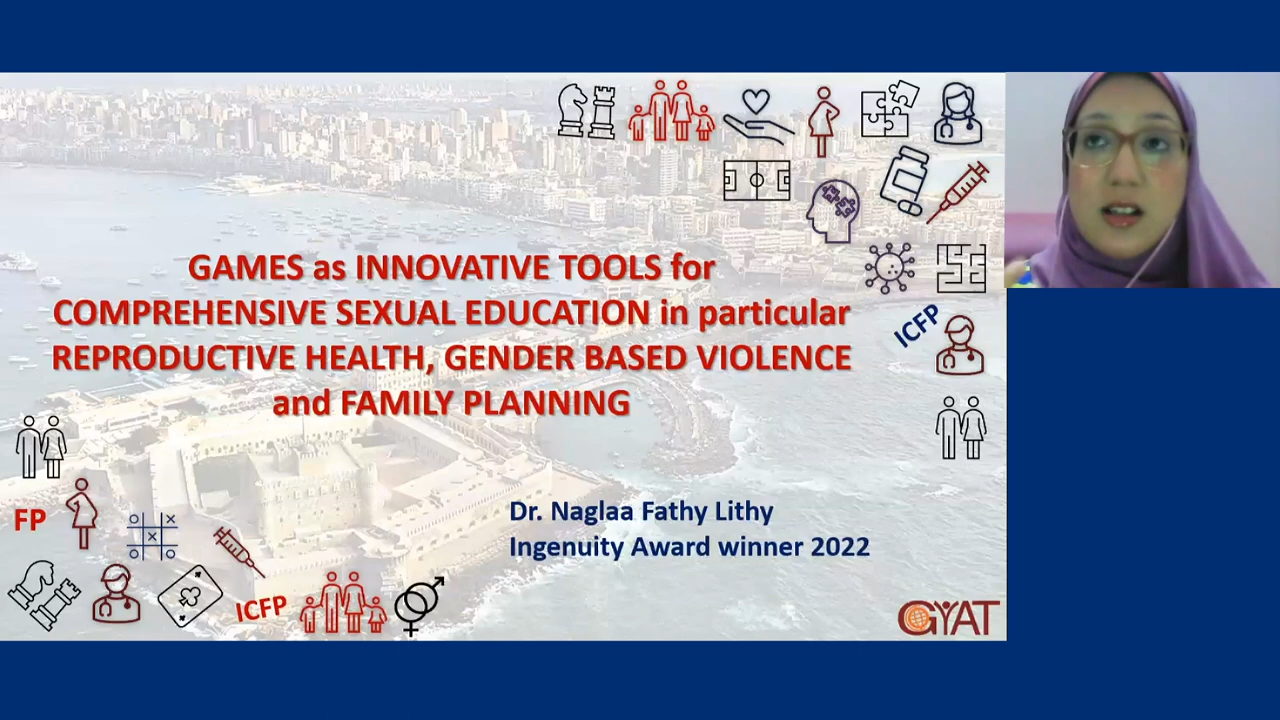 GAMES as INNOVATIVE TOOLS for
COMPREHENSIVE SEXUAL EDUCATION in particular
REPRODUCTIVE HEALTH, GENDER BASED VIOLENCE
and FAMILY PLANNING
ICFP
Dr. Naglaa Fathy Lithy
Ingenuity Award winner 2022
FP
ICFP
GYAT